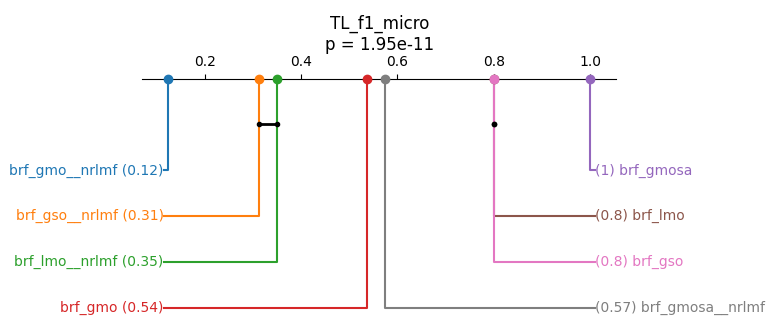 TL_f1_micro
p = 1.95e-11
0.2 0.4 0.6 0.8 1.0
brf_gmo__nrlmf (0.12) (1) brf_gmosa
brf_gso__nrlmf (0.31) (0.8) brf_lmo
brf_lmo__nrlmf (0.35) (0.8) brf_gso
brf_gmo (0.54) (0.57) brf_gmosa__nrlmf